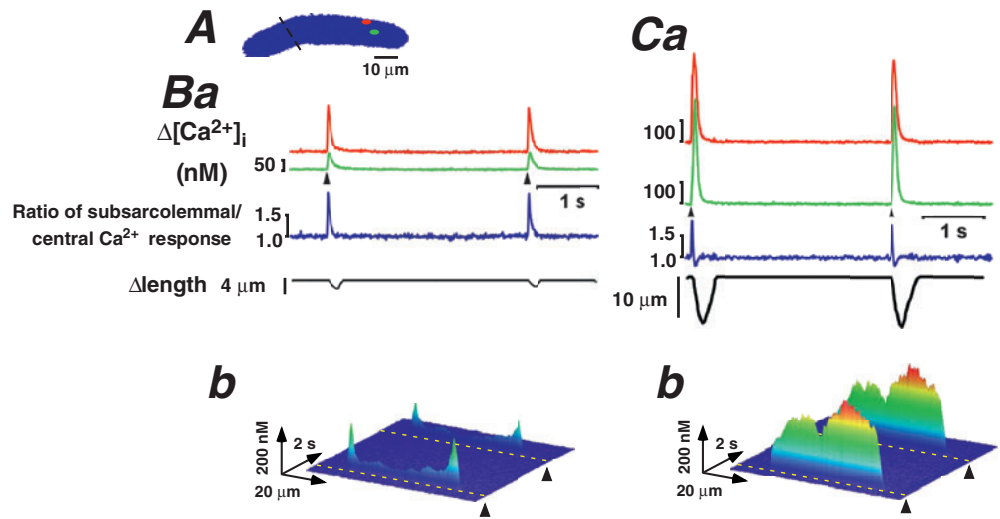 A
10 μm
Ba
Δ[Ca²⁺]ᵢ
(nM)
50
1 s
Ratio of subsarcolemmal/
central Ca²⁺ response
1.5
1.0
Δlength 4 μm
b
200 nM
2 s
20 μm
Ca
100
100
1 s
1.5
1.0
10 μm
b
200 nM
2 s
20 μm